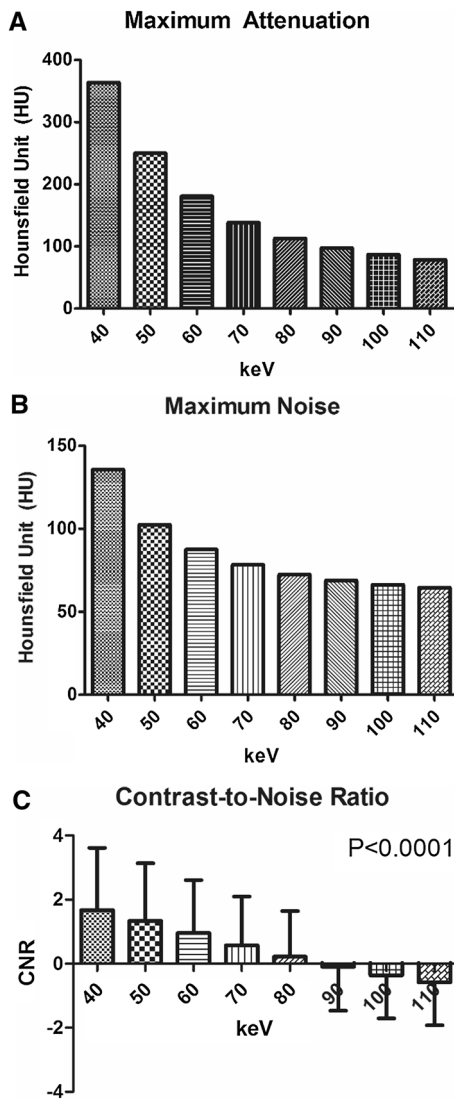 A
Maximum Attenuation
Hounsfield Unit (HU)
400
300
200
100
0
40 50 60 70 80 90 100 110
keV
B
Maximum Noise
Hounsfield Unit (HU)
150
100
50
0
40 50 60 70 80 90 100 110
keV
C
Contrast-to-Noise Ratio
P<0.0001
CNR
4
2
0
-2
-4
40 50 60 70 80 90 100 110
keV